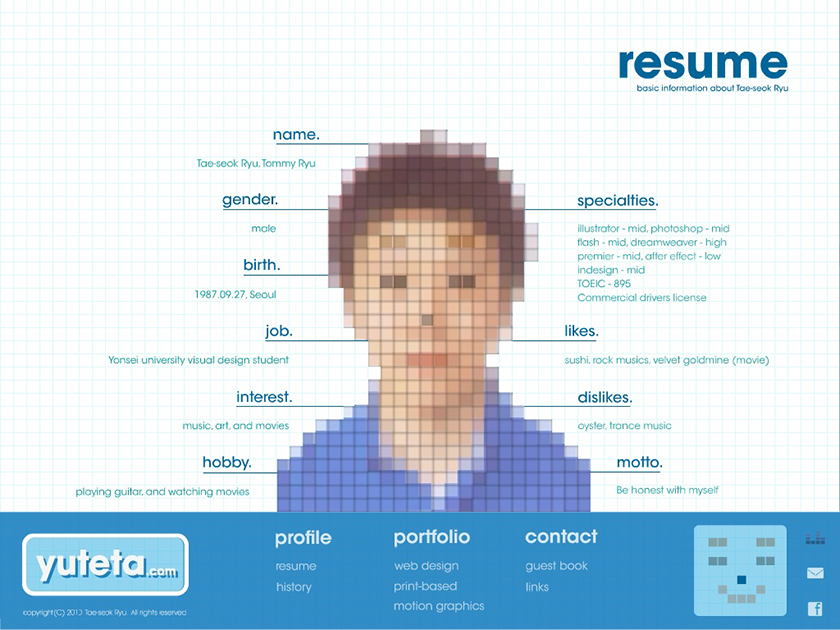 resume
basic information about Tae-seok Ryu
name.
Tae-seok Ryu, Tommy Ryu
gender.
male
birth.
1987.09.27, Seoul
job.
Yonsei university visual design student
interest.
music, art, and movies
hobby.
playing guitar, and watching movies
specialties.
illustrator - mid, photoshop - mid
flash - mid, dreamweaver - high
premier - mid, after effect - low
indesign - mid
TOEIC - 895
Commercial drivers license
likes.
sushi, rock musics, velvet goldmine (movie)
dislikes.
oyster, trance music
motto.
Be honest with myself
yuteta.com
copyright(C) 2010 Tae-seok Ryu. All rights reserved
profile
resume
history
portfolio
web design
print-based
motion graphics
contact
guest book
links
f